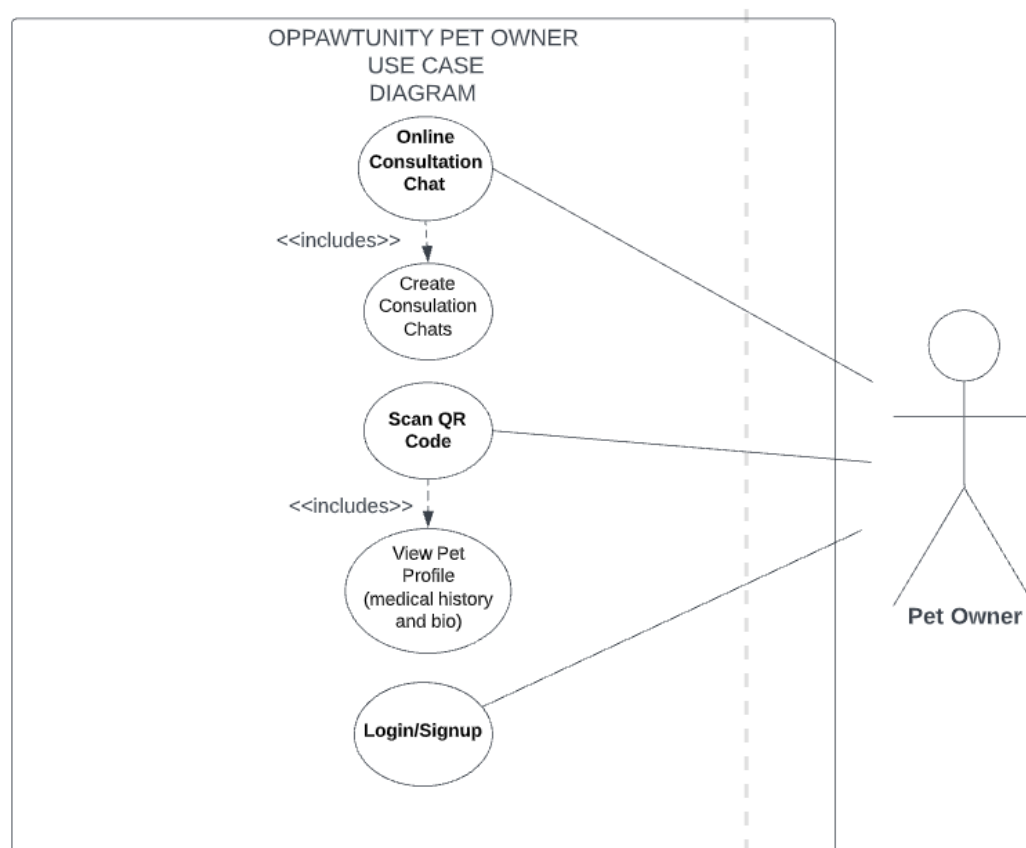 OPPAWTUNITY PET OWNER
USE CASE
DIAGRAM
Online
Consultation
Chat
<<includes>>
Create
Consulation
Chats
Scan QR
Code
<<includes>>
View Pet
Profile
(medical history
and bio)
Pet Owner
Login/Signup